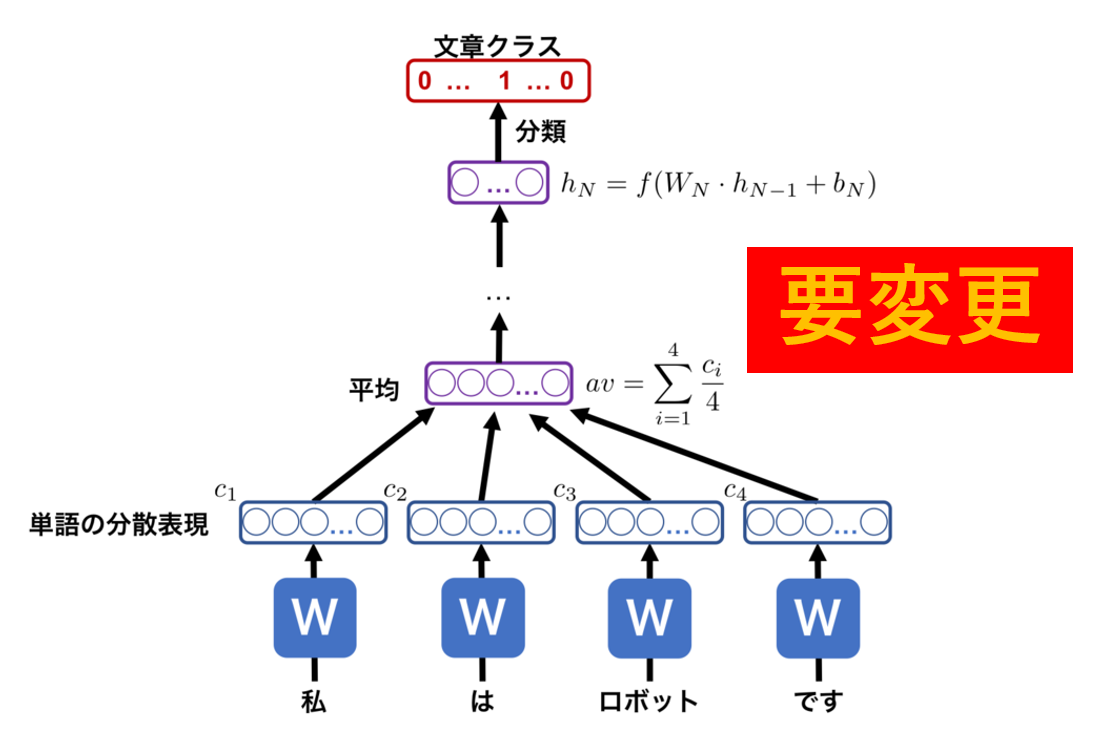 文章クラス
0 … 1 … 0
分類
… h_N = f(W_N · h_{N−1} + b_N)
要変更
…
平均 … av = \sum_{i=1}^{4} \frac{c_i}{4}
c_1 c_2 c_3 c_4
単語の分散表現 … … … …
W W W W
私 は ロボット です